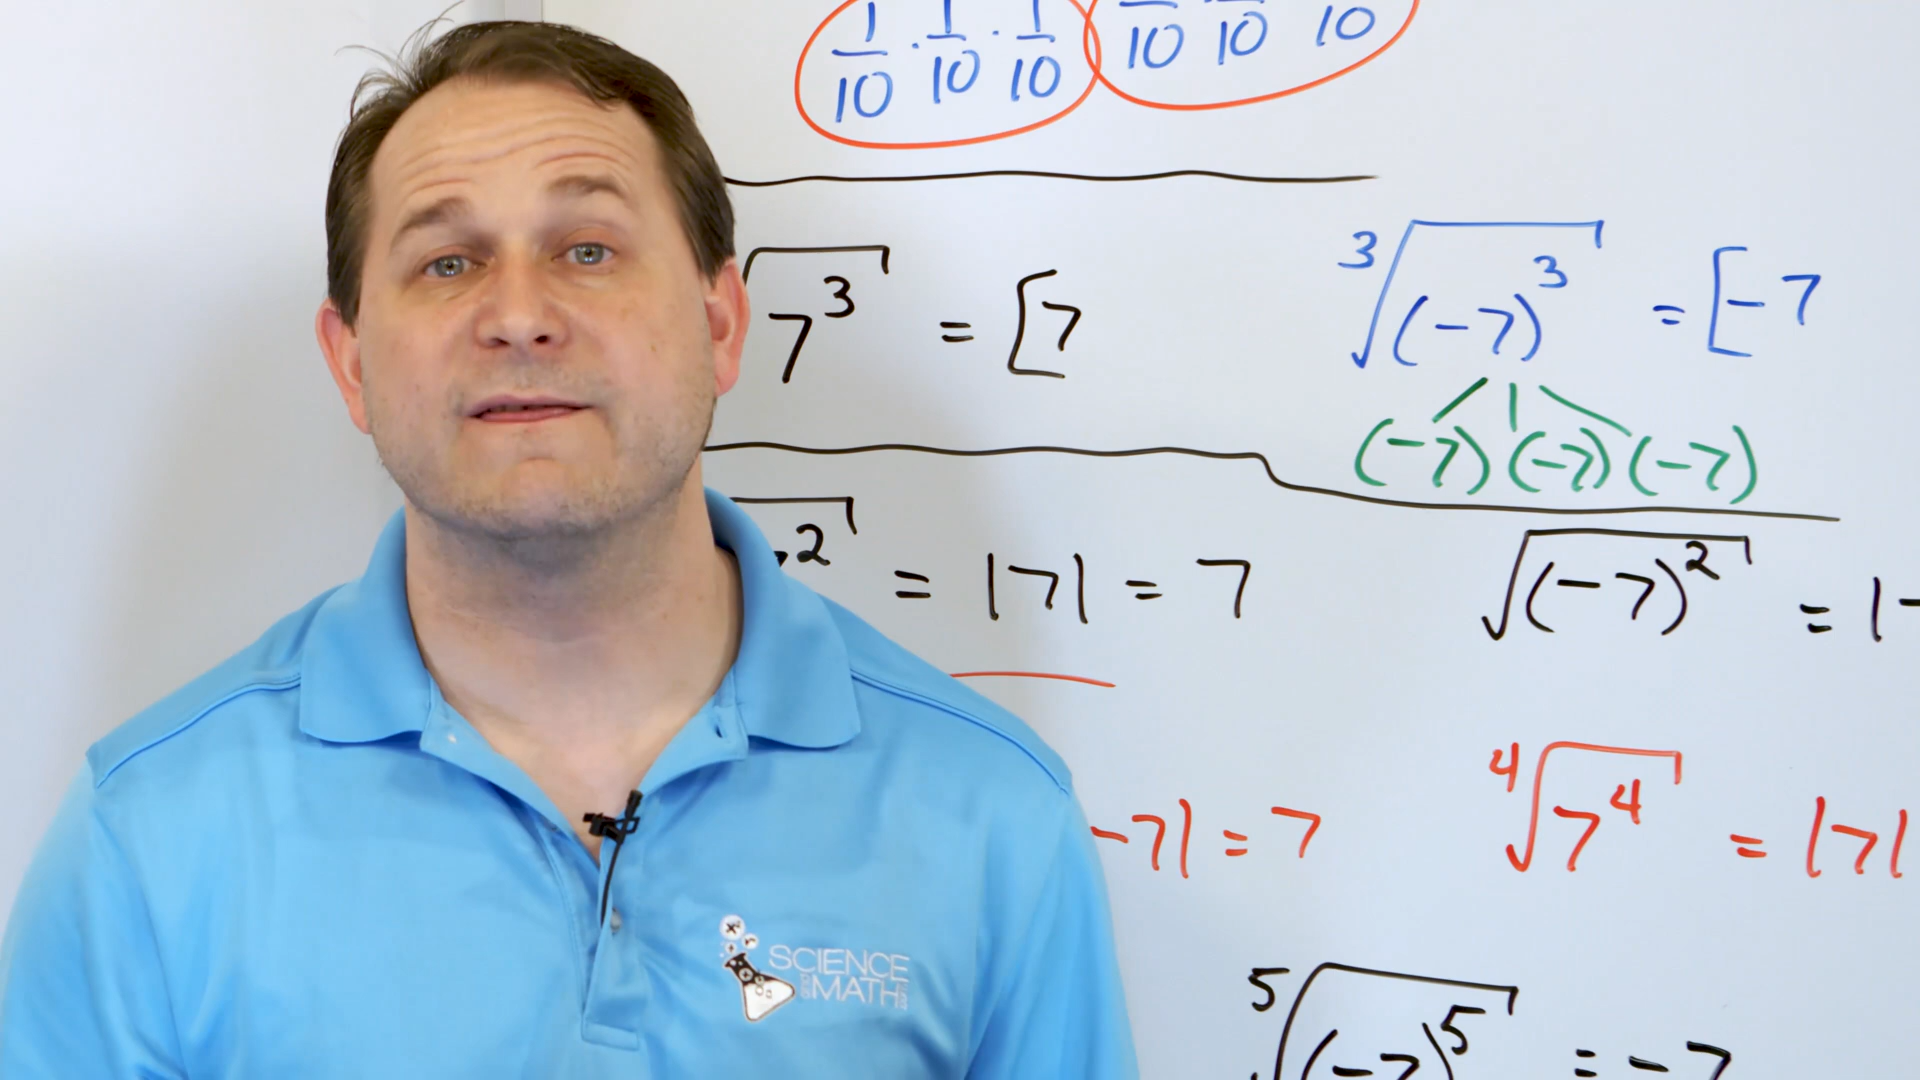 1/10 · 1/10 · 1/10 10 10 10
√7³ = [7
∛(-7)³ = [-7
(-7)(-7)(-7)
² = |7| = 7
√(-7)² = |-
-7| = 7
⁴√7⁴ = |7|
⁵√(-7)⁵ = -7
SCIENCE
MATH